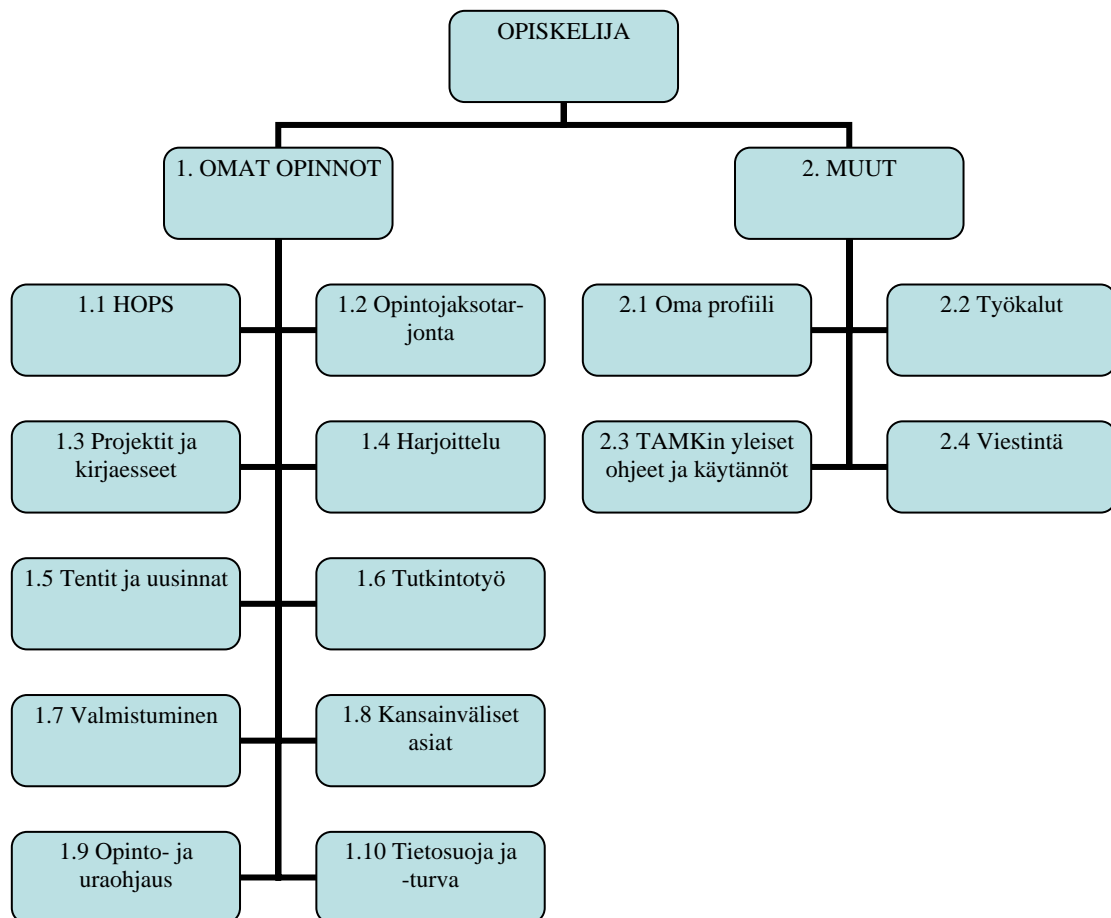 OPISKELIJA
1. OMAT OPINNOT
2. MUUT
1.1 HOPS
1.2 Opintojaksotar-
jonta
2.1 Oma profiili
2.2 Työkalut
1.3 Projektit ja
kirjaesseet
1.4 Harjoittelu
2.3 TAMKin yleiset
ohjeet ja käytännöt
2.4 Viestintä
1.5 Tentit ja uusinnat
1.6 Tutkintotyö
1.7 Valmistuminen
1.8 Kansainväliset
asiat
1.9 Opinto- ja
uraohjaus
1.10 Tietosuoja ja
-turva